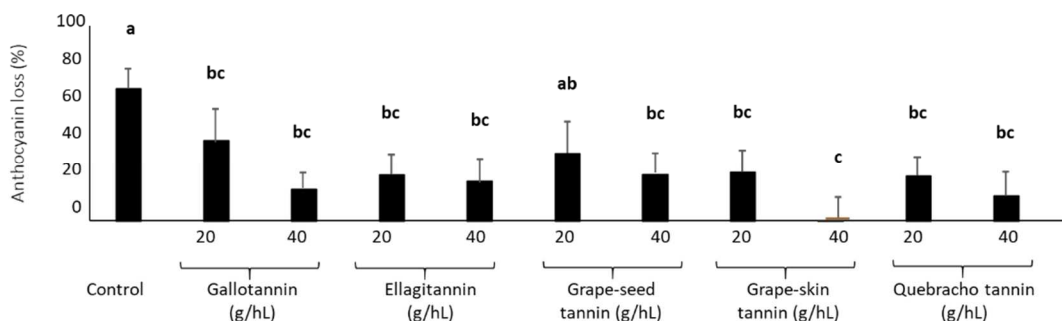 Anthocyanin loss (%)
100
80
60
40
20
0
a
bc
bc
bc
bc
ab
bc
bc
c
bc
bc
20
40
20
40
20
40
20
40
20
40
Control
Gallotannin
(g/hL)
Ellagitannin
(g/hL)
Grape-seed
tannin (g/hL)
Grape-skin
tannin (g/hL)
Quebracho tannin
(g/hL)